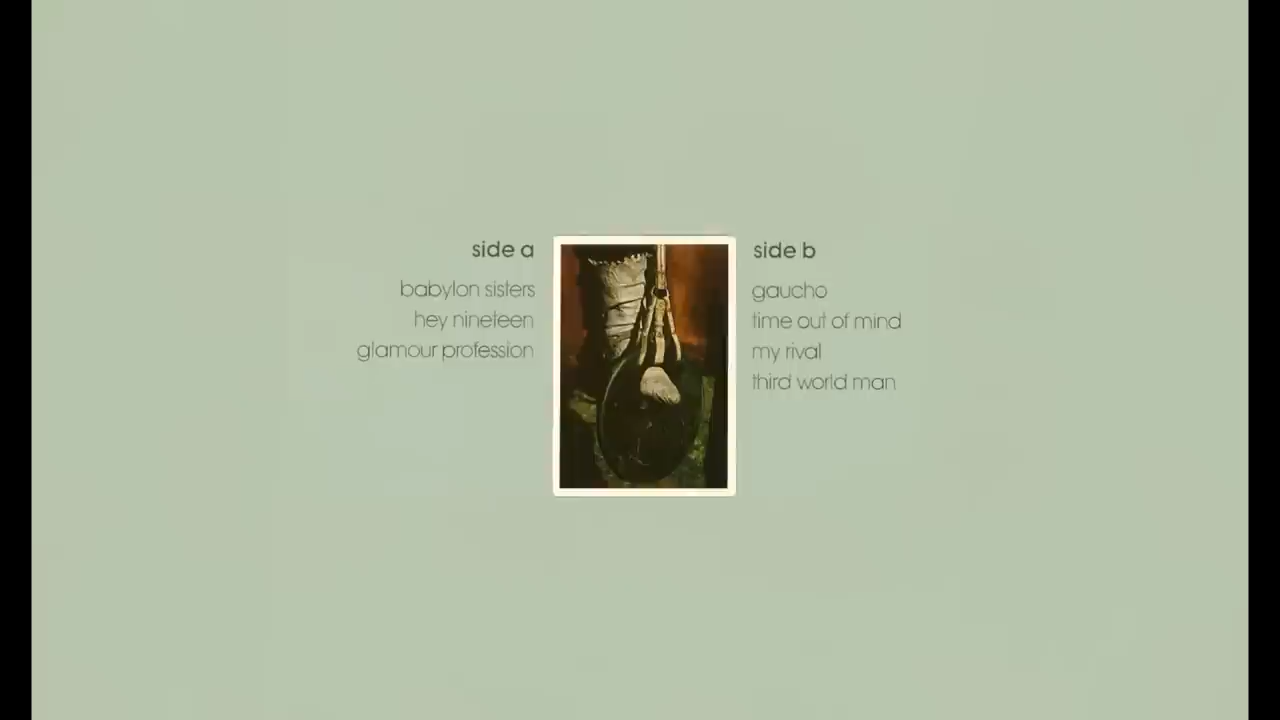 side a
babylon sisters
hey nineteen
glamour profession
side b
gaucho
time out of mind
my rival
third world man